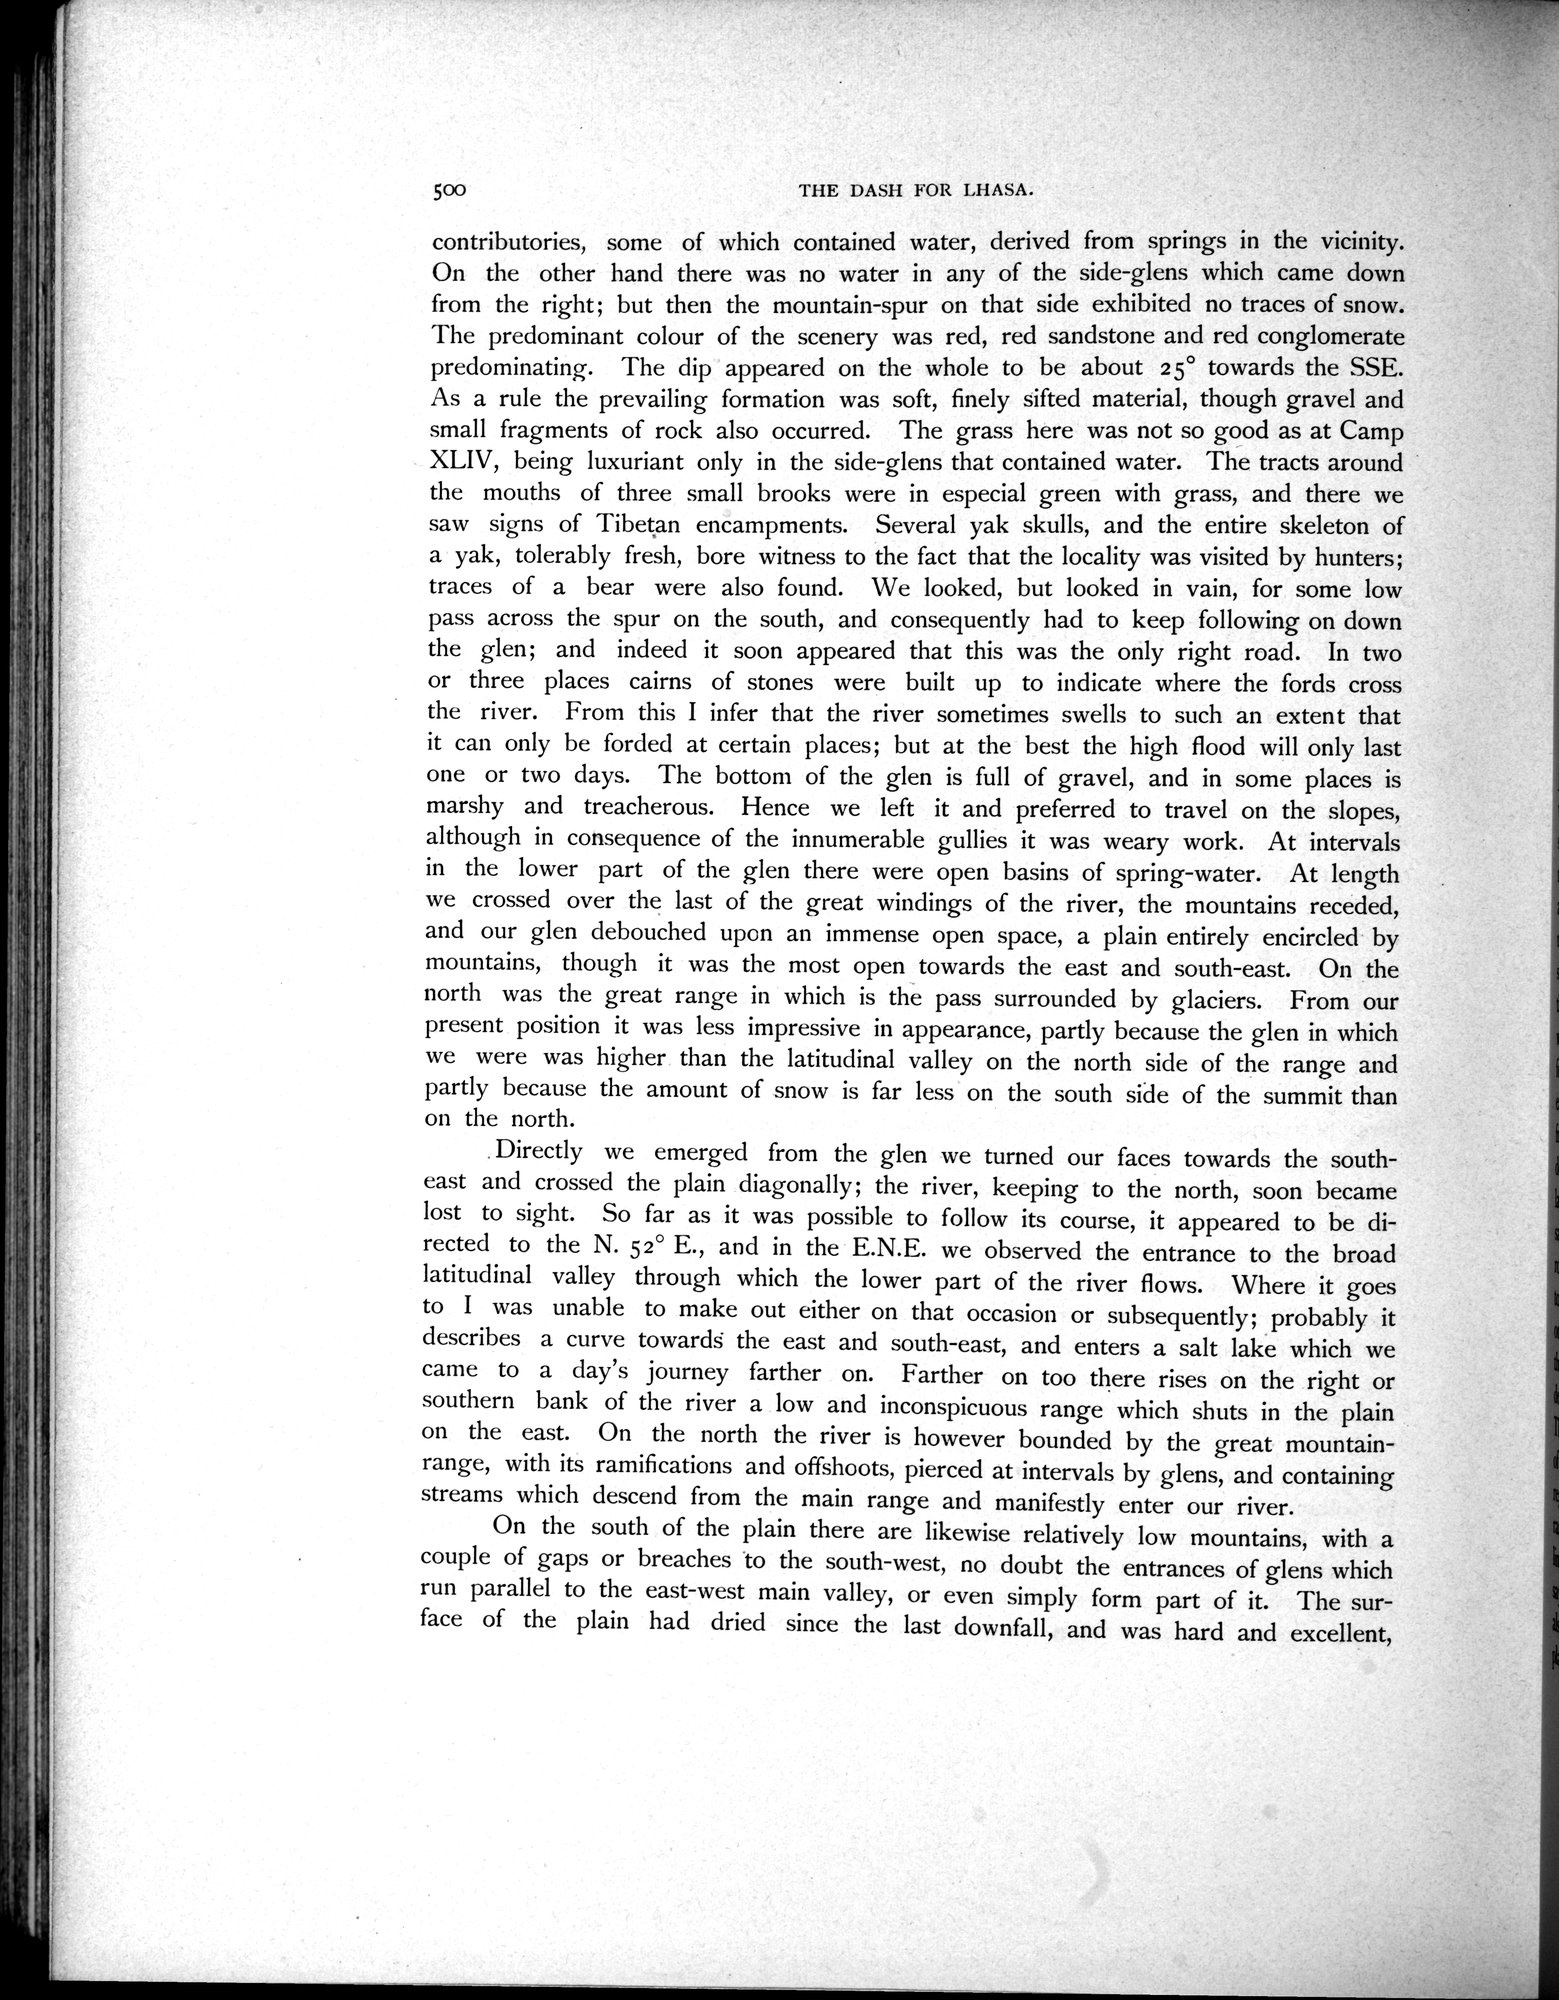 500 THE DASH FOR LHASA.
contributories, some of which contained water, derived from springs in the vicinity.
On the other hand there was no water in any of the side-glens which came down
from the right; but then the mountain-spur on that side exhibited no traces of snow.
The predominant colour of the scenery was red, red sandstone and red conglomerate
predominating. The dip appeared on the whole to be about 25° towards the SSE.
As a rule the prevailing formation was soft, finely sifted material, though gravel and
small fragments of rock also occurred. The grass here was not so good as at Camp
XLIV, being luxuriant only in the side-glens that contained water. The tracts around
the mouths of three small brooks were in especial green with grass, and there we
saw signs of Tibetan encampments. Several yak skulls, and the entire skeleton of
a yak, tolerably fresh, bore witness to the fact that the locality was visited by hunters;
traces of a bear were also found. We looked, but looked in vain, for some low
pass across the spur on the south, and consequently had to keep following on down
the glen; and indeed it soon appeared that this was the only right road. In two
or three places cairns of stones were built up to indicate where the fords cross
the river. From this I infer that the river sometimes swells to such an extent that
it can only be forded at certain places; but at the best the high flood will only last
one or two days. The bottom of the glen is full of gravel, and in some places is
marshy and treacherous. Hence we left it and preferred to travel on the slopes,
although in consequence of the innumerable gullies it was weary work. At intervals
in the lower part of the glen there were open basins of spring-water. At length
we crossed over the last of the great windings of the river, the mountains receded,
and our glen debouched upon an immense open space, a plain entirely encircled by
mountains, though it was the most open towards the east and south-east. On the
north was the great range in which is the pass surrounded by glaciers. From our
present position it was less impressive in appearance, partly because the glen in which
we were was higher than the latitudinal valley on the north side of the range and
partly because the amount of snow is far less on the south side of the summit than
on the north.
Directly we emerged from the glen we turned our faces towards the south-
east and crossed the plain diagonally; the river, keeping to the north, soon became
lost to sight. So far as it was possible to follow its course, it appeared to be di-
rected to the N. 52° E., and in the E.N.E. we observed the entrance to the broad
latitudinal valley through which the lower part of the river flows. Where it goes
to I was unable to make out either on that occasion or subsequently; probably it
describes a curve towards the east and south-east, and enters a salt lake which we
came to a day's journey farther on. Farther on too there rises on the right or
southern bank of the river a low and inconspicuous range which shuts in the plain
on the east. On the north the river is however bounded by the great mountain-
range, with its ramifications and offshoots, pierced at intervals by glens, and containing
streams which descend from the main range and manifestly enter our river.
On the south of the plain there are likewise relatively low mountains, with a
couple of gaps or breaches to the south-west, no doubt the entrances of glens which
run parallel to the east-west main valley, or even simply form part of it. The sur-
face of the plain had dried since the last downfall, and was hard and excellent,